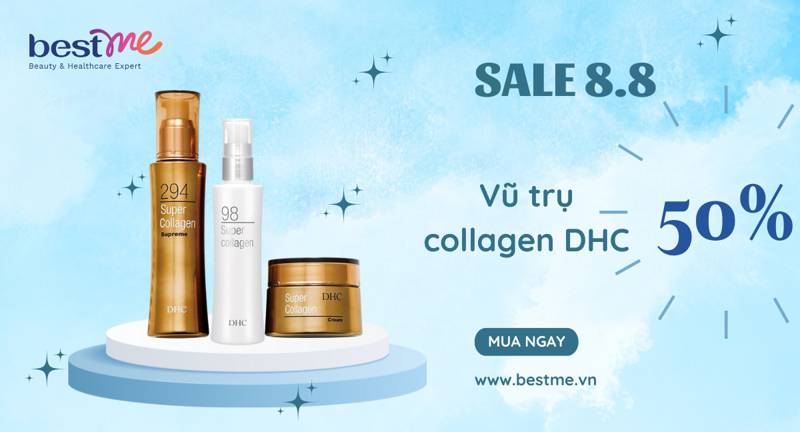 bestme
Beauty & Healthcare Expert
SALE 8.8
Vũ trụ
collagen DHC
50%
294
Super
Collagen
Supreme
DHC
98
Super
collagen
DHC
Super
Collagen
DHC
Cream
MUA NGAY
www.bestme.vn